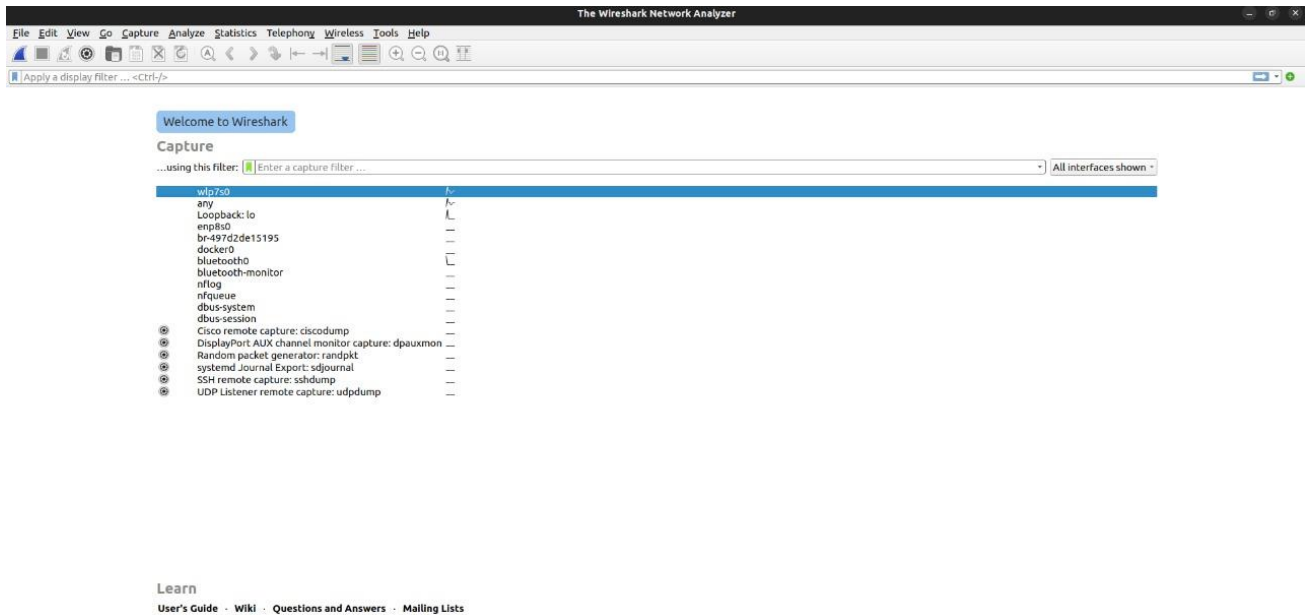 The Wireshark Network Analyzer
File Edit View Go Capture Analyze Statistics Telephony Wireless Tools Help
Apply a display filter ... <Ctrl-/>
Welcome to Wireshark
Capture
...using this filter: Enter a capture filter ... All interfaces shown
wlp7s0
any
Loopback: lo
enp8s0
br-497d2de15195
docker0
bluetooth0
bluetooth-monitor
nflog
nfqueue
dbus-system
dbus-session
Cisco remote capture: ciscodump
DisplayPort AUX channel monitor capture: dpauxmon
Random packet generator: randpkt
systemd Journal Export: sdjournal
SSH remote capture: sshdump
UDP Listener remote capture: udpdump
Learn
User's Guide · Wiki · Questions and Answers · Mailing Lists